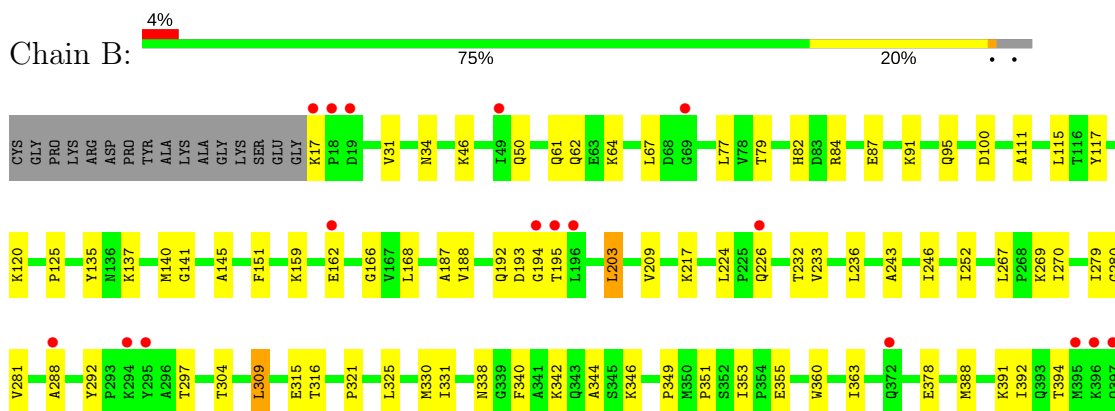 4%
Chain B:
75% 20% • •
CYS GLY PRO LYS ARG ASP PRO TYR ALA LYS ALA GLY LYS SER GLU GLY K17 P18 D19 V31 N34 K46 I49 Q50 Q61 Q62 E63 K64 L67 D68 G69 L77 V78 T79 H82 D83 R84 E87 K91 Q95 D100 A111 L115 T116 Y117
K120 P125 Y135 N136 K137 M140 G141 A145 F151 K159 E162 G166 V167 L168 A187 V188 Q192 D193 G194 T195 L196 L203 V209 K217 L224 P225 Q226 T232 V233 L236 A243 I246 I252 L267 P268 K269 I270 I279
V281 A288 Y292 P293 K294 Y295 A296 T297 T304 L309 E315 T316 P321 L325 M330 I331 N338 G339 F340 A341 K342 Q343 A344 S345 K346 P349 M350 P351 S352 I353 P354 E355 W360 I363 Q372 E378 M388 K391 I392 Q393 T394 M395 K396